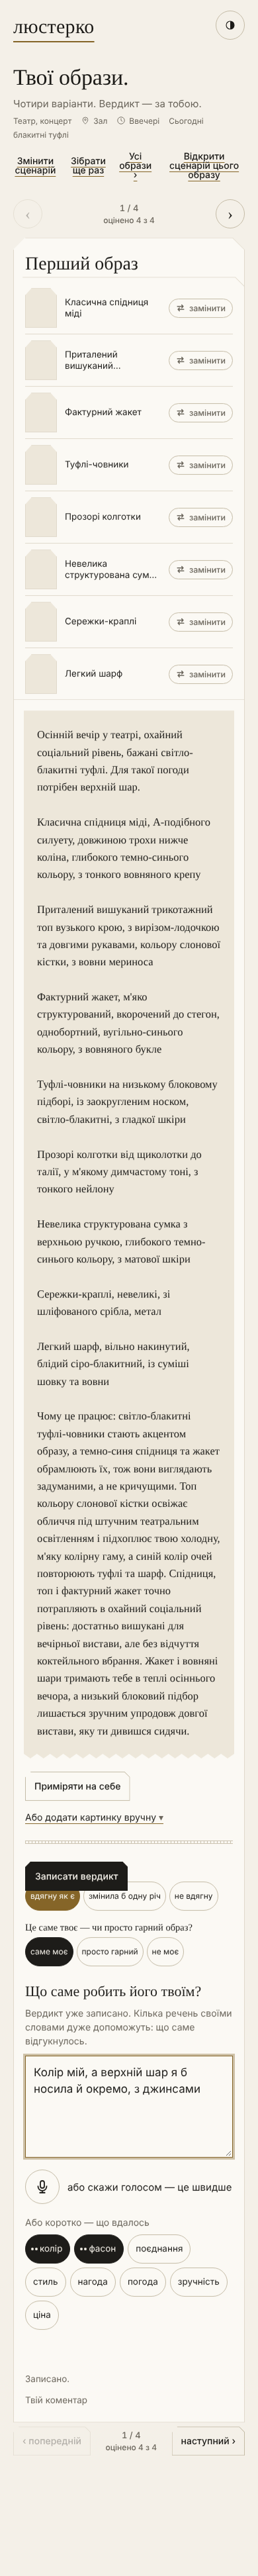 люстерко
Твої образи.
Чотири варіанти. Вердикт — за тобою.
Театр, концерт Зал Ввечері Сьогодні
блакитні туфлі
Змінити
сценарій
Зібрати
ще раз
Усі
образи
›
Відкрити
сценарій цього
образу
‹
1 / 4
оцінено 4 з 4
›
Перший образ
Класична спідниця
міді
замінити
Приталений
вишуканий...
замінити
Фактурний жакет
замінити
Туфлі-човники
замінити
Прозорі колготки
замінити
Невелика
структурована сум...
замінити
Сережки-краплі
замінити
Легкий шарф
замінити
Осінній вечір у театрі, охайний
соціальний рівень, бажані світло-
блакитні туфлі. Для такої погоди
потрібен верхній шар.
Класична спідниця міді, А-подібного
силуету, довжиною трохи нижче
коліна, глибокого темно-синього
кольору, з тонкого вовняного крепу
Приталений вишуканий трикотажний
топ вузького крою, з вирізом-лодочкою
та довгими рукавами, кольору слонової
кістки, з вовни мериноса
Фактурний жакет, м'яко
структурований, вкорочений до стегон,
однобортний, вугільно-синього
кольору, з вовняного букле
Туфлі-човники на низькому блоковому
підборі, із заокругленим носком,
світло-блакитні, з гладкої шкіри
Прозорі колготки від щиколотки до
талії, у м'якому димчастому тоні, з
тонкого нейлону
Невелика структурована сумка з
верхньою ручкою, глибокого темно-
синього кольору, з матової шкіри
Сережки-краплі, невеликі, зі
шліфованого срібла, метал
Легкий шарф, вільно накинутий,
блідий сіро-блакитний, із суміші
шовку та вовни
Чому це працює: світло-блакитні
туфлі-човники стають акцентом
образу, а темно-синя спідниця та жакет
обрамлюють їх, тож вони виглядають
задуманими, а не кричущими. Топ
кольору слонової кістки освіжає
обличчя під штучним театральним
освітленням і підхоплює твою холодну,
м'яку колірну гаму, а синій колір очей
повторюють туфлі та шарф. Спідниця,
топ і фактурний жакет точно
потрапляють в охайний соціальний
рівень: достатньо вишукані для
вечірньої вистави, але без відчуття
коктейльного вбрання. Жакет і вовняні
шари тримають тебе в теплі осіннього
вечора, а низький блоковий підбор
лишається зручним упродовж довгої
вистави, яку ти дивишся сидячи.
Приміряти на себе
Або додати картинку вручну ▾
Записати вердикт
вдягну як є
змінила б одну річ
не вдягну
Це саме твоє — чи просто гарний образ?
саме моє
просто гарний
не моє
Що саме робить його твоїм?
Вердикт уже записано. Кілька речень своїми
словами дуже допоможуть: що саме
відгукнулось.
Колір мій, а верхній шар я б
носила й окремо, з джинсами
або скажи голосом — це швидше
Або коротко — що вдалось
колір
фасон
поєднання
стиль
нагода
погода
зручність
ціна
Записано.
Твій коментар
‹ попередній
1 / 4
оцінено 4 з 4
наступний ›